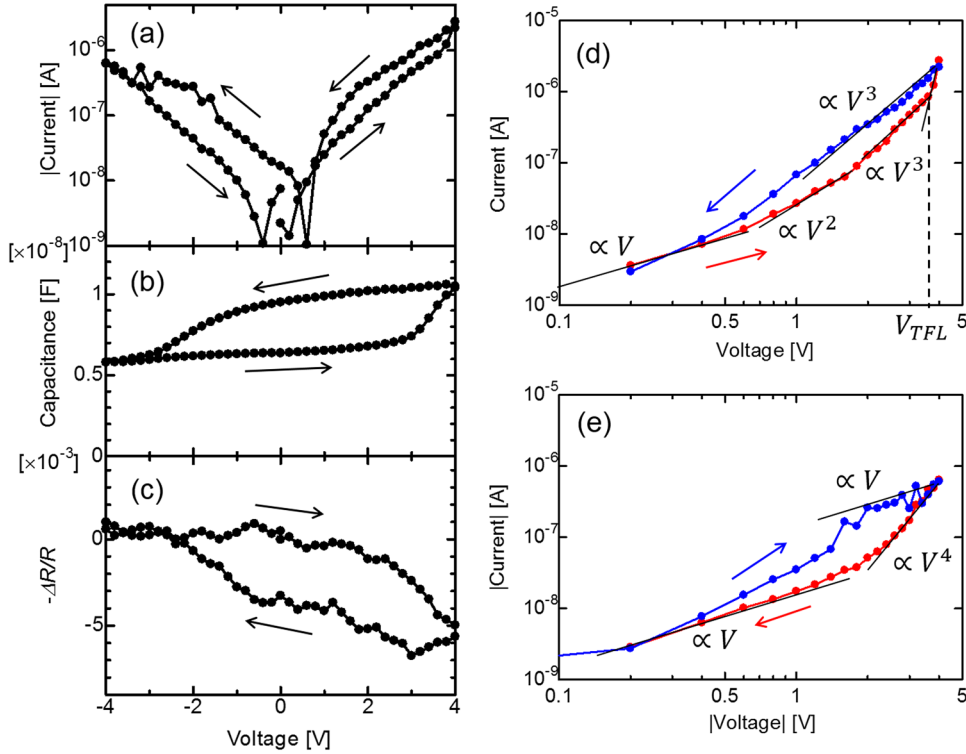 (a)
|Current| [A]
10^-6
10^-7
10^-8
10^-9
[×10^-8]
(b)
Capacitance [F]
1
0.5
0
[×10^-3]
(c)
-ΔR/R
0
-5
-4 -2 0 2 4
Voltage [V]
(d)
Current [A]
10^-5
10^-6
10^-7
10^-8
10^-9
∝ V^3
∝ V^3
∝ V^2
∝ V
0.1 0.5 1 5
V_TFL
Voltage [V]
(e)
|Current| [A]
10^-5
10^-6
10^-7
10^-8
10^-9
∝ V
∝ V^4
∝ V
0.1 0.5 1 5
|Voltage| [V]